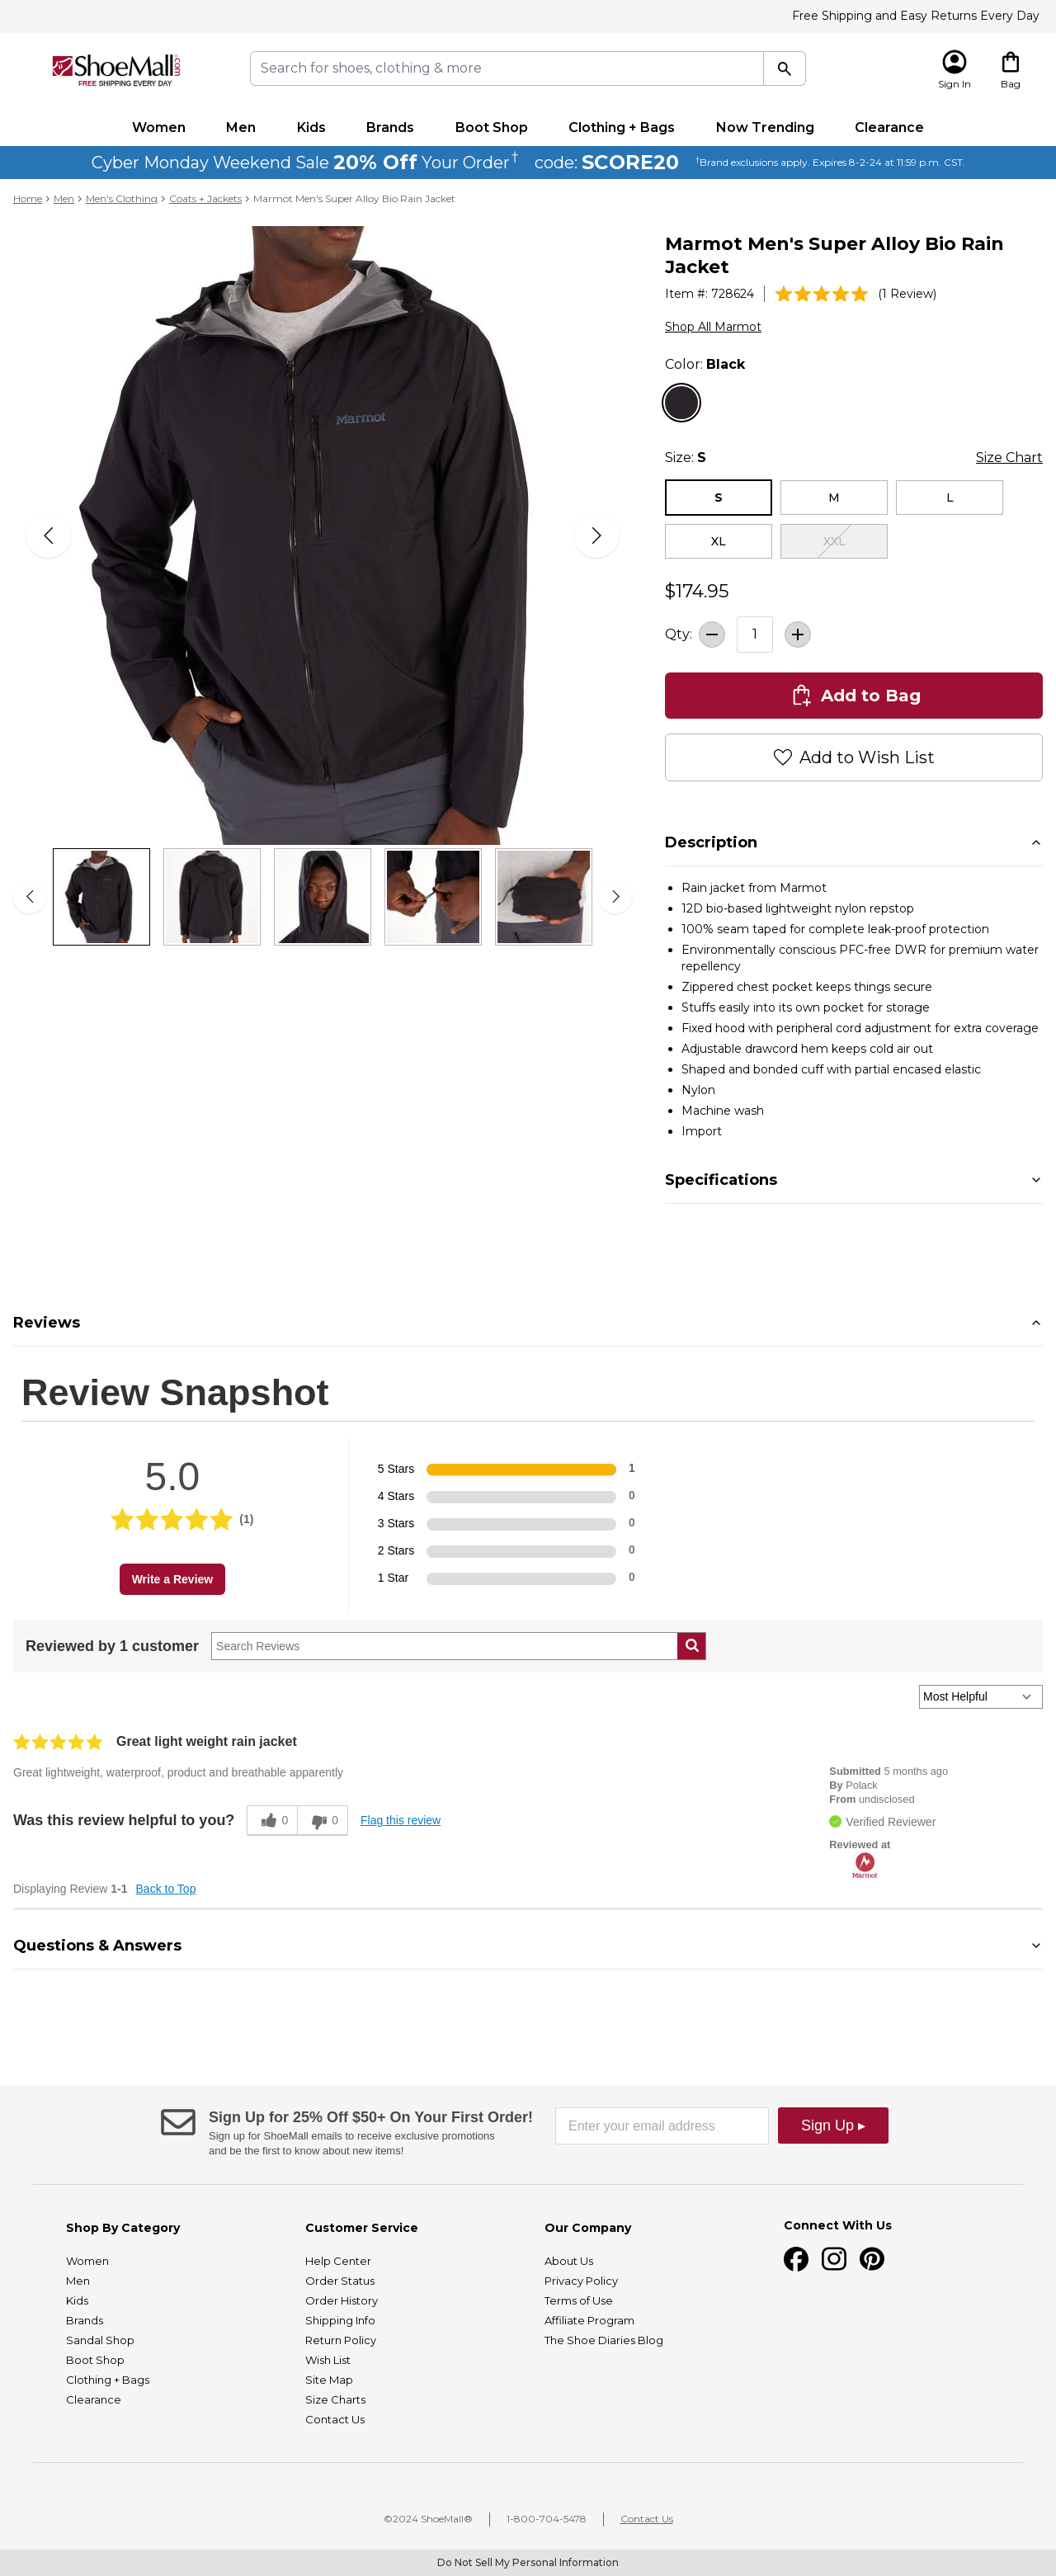 Free Shipping and Easy Returns Every Day
ShoeMall.com
FREE SHIPPING EVERY DAY
Search for shoes, clothing & more
Sign In
Bag
Women Men Kids Brands Boot Shop Clothing + Bags Now Trending Clearance
Cyber Monday Weekend Sale 20% Off Your Order† code: SCORE20 †Brand exclusions apply. Expires 8-2-24 at 11:59 p.m. CST.
Home > Men > Men's Clothing > Coats + Jackets > Marmot Men's Super Alloy Bio Rain Jacket
Marmot
Marmot Men's Super Alloy Bio Rain
Jacket
Item #: 728624 (1 Review)
Shop All Marmot
Color: Black
Size: S Size Chart
S M L
XL XXL
$174.95
Qty: 1
Add to Bag
Add to Wish List
Description
• Rain jacket from Marmot
• 12D bio-based lightweight nylon repstop
• 100% seam taped for complete leak-proof protection
• Environmentally conscious PFC-free DWR for premium water
repellency
• Zippered chest pocket keeps things secure
• Stuffs easily into its own pocket for storage
• Fixed hood with peripheral cord adjustment for extra coverage
• Adjustable drawcord hem keeps cold air out
• Shaped and bonded cuff with partial encased elastic
• Nylon
• Machine wash
• Import
Specifications
Reviews
Review Snapshot
5.0
(1)
Write a Review
5 Stars 1
4 Stars 0
3 Stars 0
2 Stars 0
1 Star 0
Reviewed by 1 customer Search Reviews
Most Helpful
Great light weight rain jacket
Great lightweight, waterproof, product and breathable apparently
Was this review helpful to you? 0 0 Flag this review
Submitted 5 months ago
By Polack
From undisclosed
Verified Reviewer
Reviewed at
Marmot
Displaying Review 1-1 Back to Top
Questions & Answers
Sign Up for 25% Off $50+ On Your First Order!
Sign up for ShoeMall emails to receive exclusive promotions
and be the first to know about new items!
Enter your email address
Sign Up ▸
Shop By Category
Women
Men
Kids
Brands
Sandal Shop
Boot Shop
Clothing + Bags
Clearance
Customer Service
Help Center
Order Status
Order History
Shipping Info
Return Policy
Wish List
Site Map
Size Charts
Contact Us
Our Company
About Us
Privacy Policy
Terms of Use
Affiliate Program
The Shoe Diaries Blog
Connect With Us
©2024 ShoeMall® 1-800-704-5478 Contact Us
Do Not Sell My Personal Information